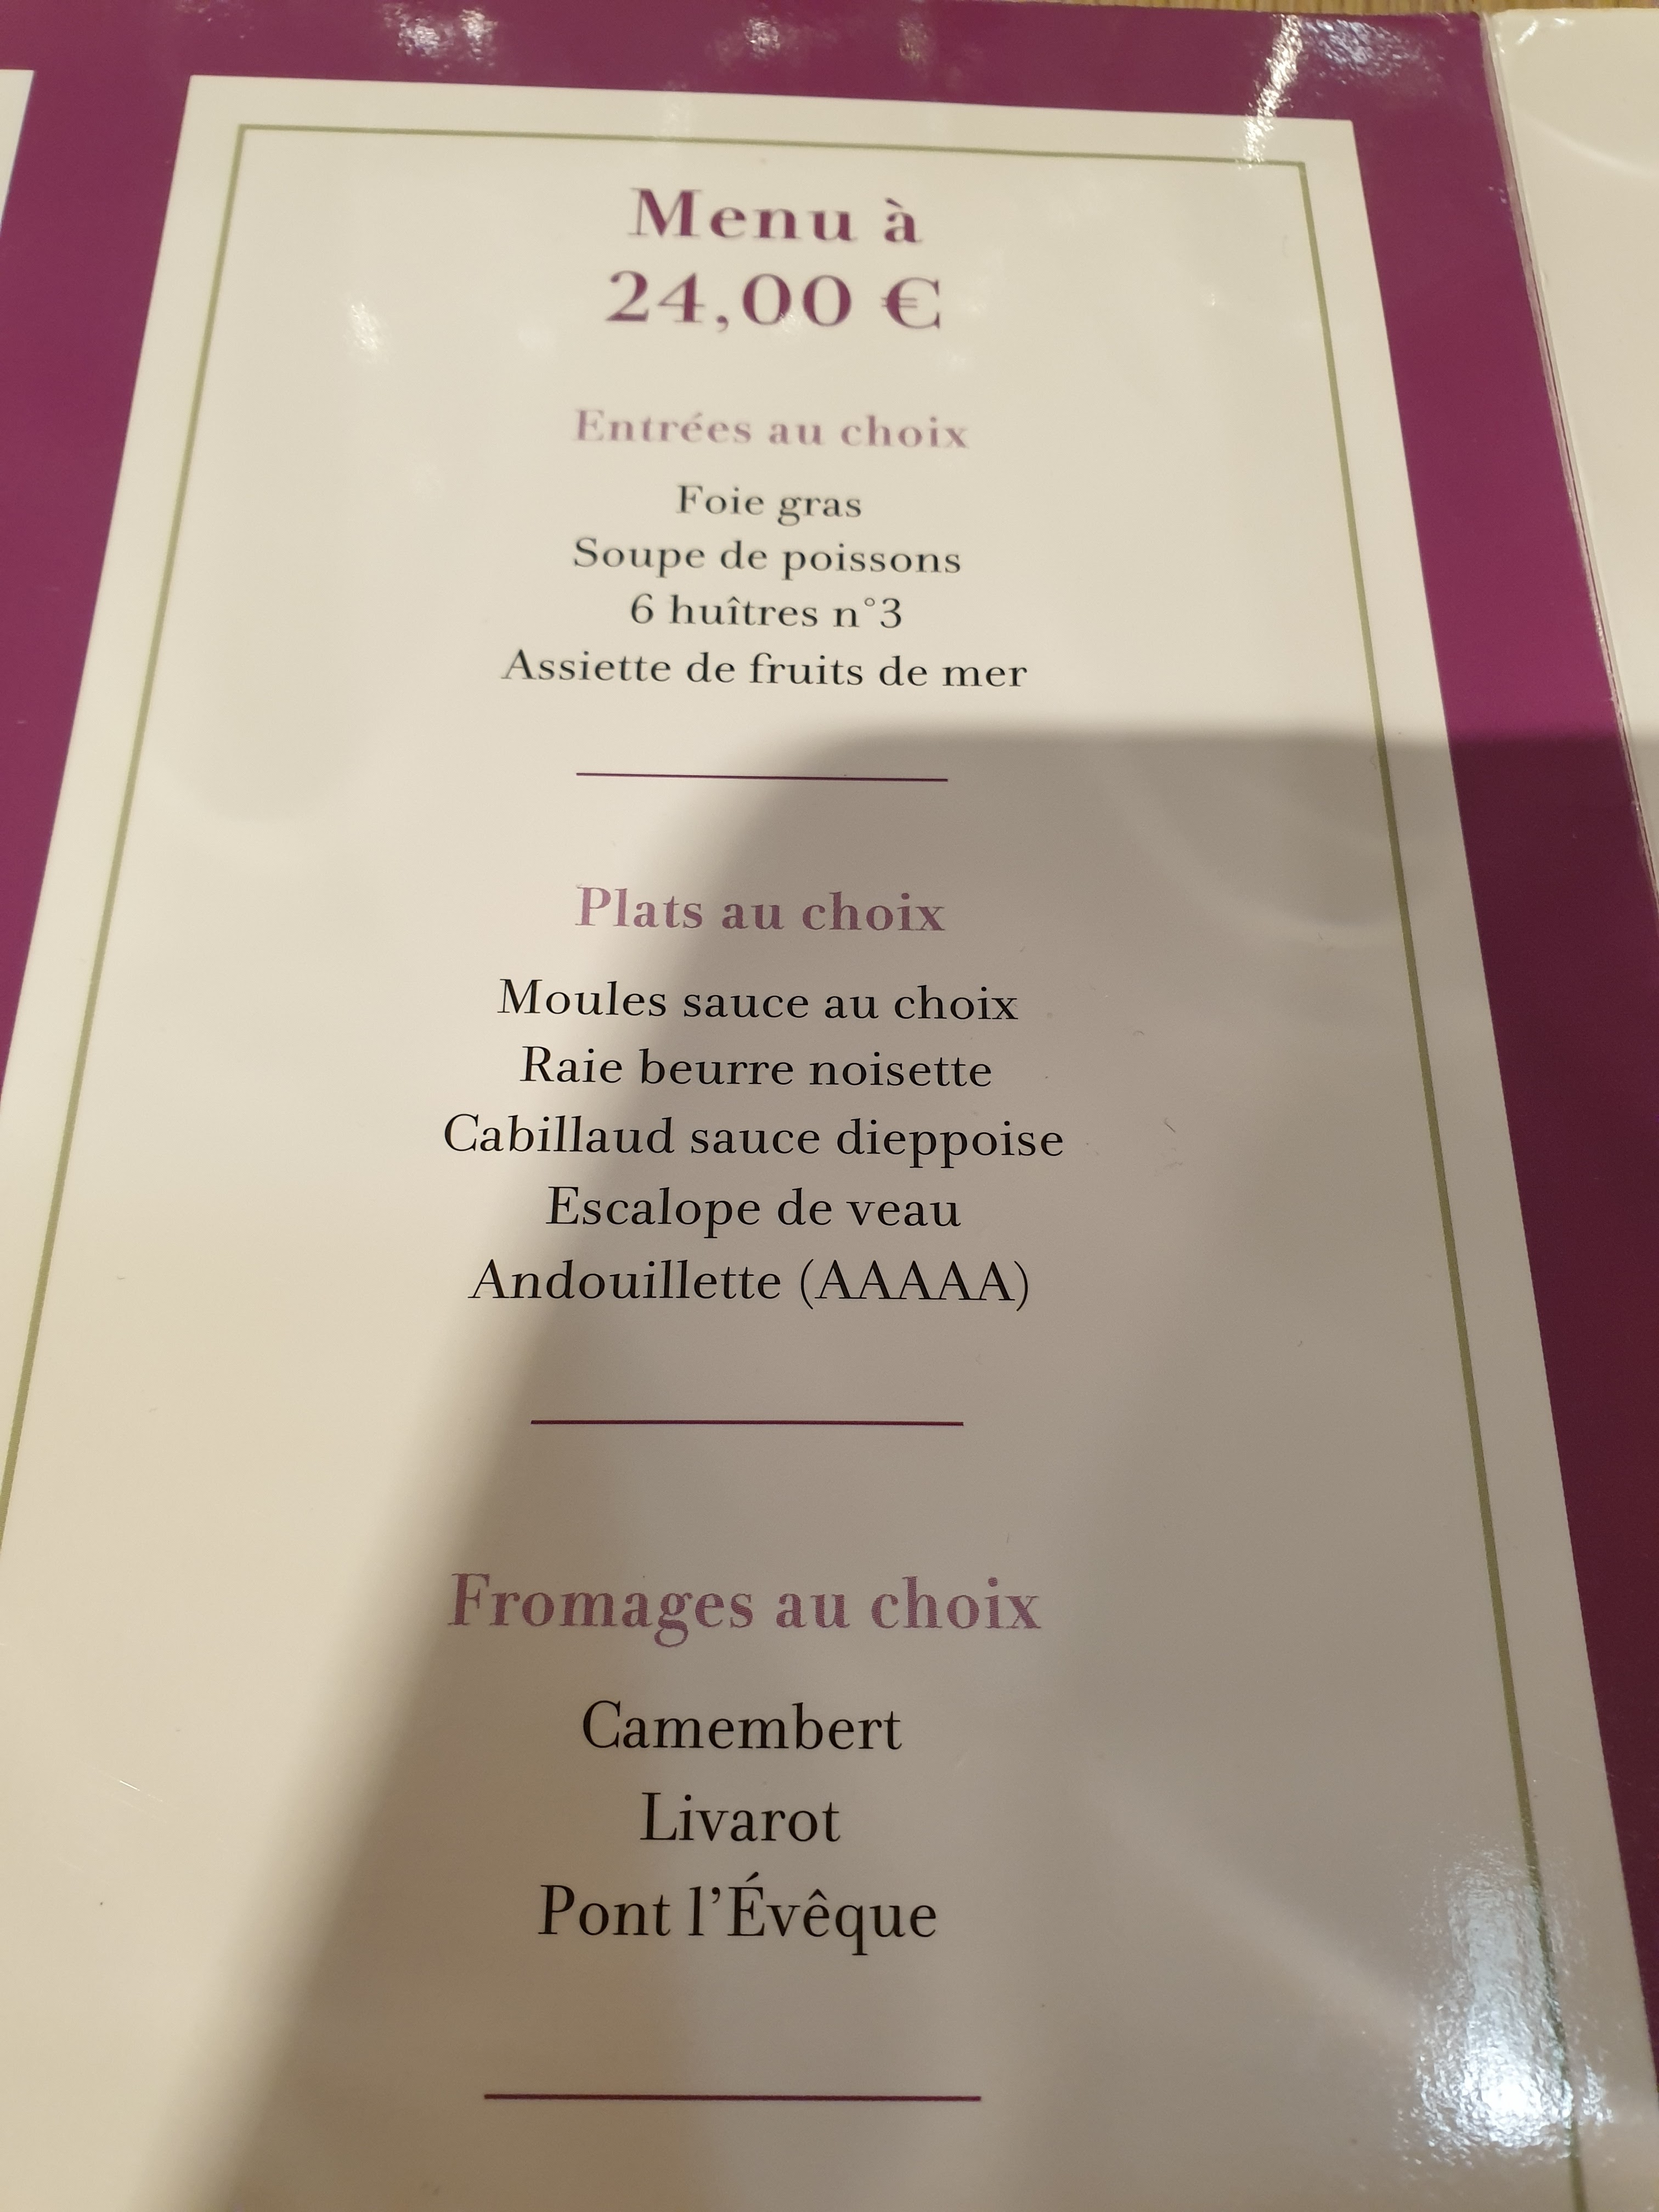 Menu à
24,00 €
Entrées au choix
Foie gras
Soupe de poissons
6 huîtres n°3
Assiette de fruits de mer
Plats au choix
Moules sauce au choix
Raie beurre noisette
Cabillaud sauce dieppoise
Escalope de veau
Andouillette (AAAAA)
Fromages au choix
Camembert
Livarot
Pont l'Évêque